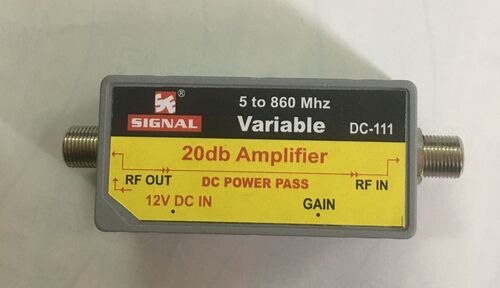 ®
SIGNAL
5 to 860 Mhz
Variable DC-111
20db Amplifier
RF OUT DC POWER PASS RF IN
12V DC IN GAIN